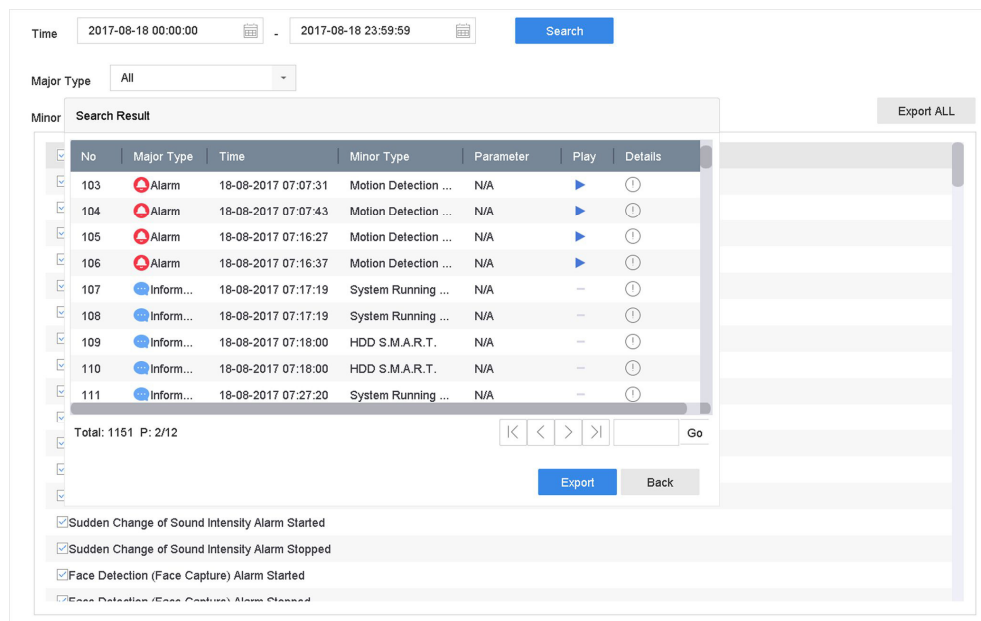 Time 2017-08-18 00:00:00 - 2017-08-18 23:59:59 Search
Major Type All
Minor Export ALL
Search Result
No Major Type Time Minor Type Parameter Play Details
103 Alarm 18-08-2017 07:07:31 Motion Detection ... N/A
104 Alarm 18-08-2017 07:07:43 Motion Detection ... N/A
105 Alarm 18-08-2017 07:16:27 Motion Detection ... N/A
106 Alarm 18-08-2017 07:16:37 Motion Detection ... N/A
107 Inform... 18-08-2017 07:17:19 System Running ... N/A –
108 Inform... 18-08-2017 07:17:19 System Running ... N/A –
109 Inform... 18-08-2017 07:18:00 HDD S.M.A.R.T. N/A –
110 Inform... 18-08-2017 07:18:00 HDD S.M.A.R.T. N/A –
111 Inform... 18-08-2017 07:27:20 System Running ... N/A –
Total: 1151 P: 2/12 Go
Export Back
Sudden Change of Sound Intensity Alarm Started
Sudden Change of Sound Intensity Alarm Stopped
Face Detection (Face Capture) Alarm Started
Face Detection (Face Capture) Alarm Stopped